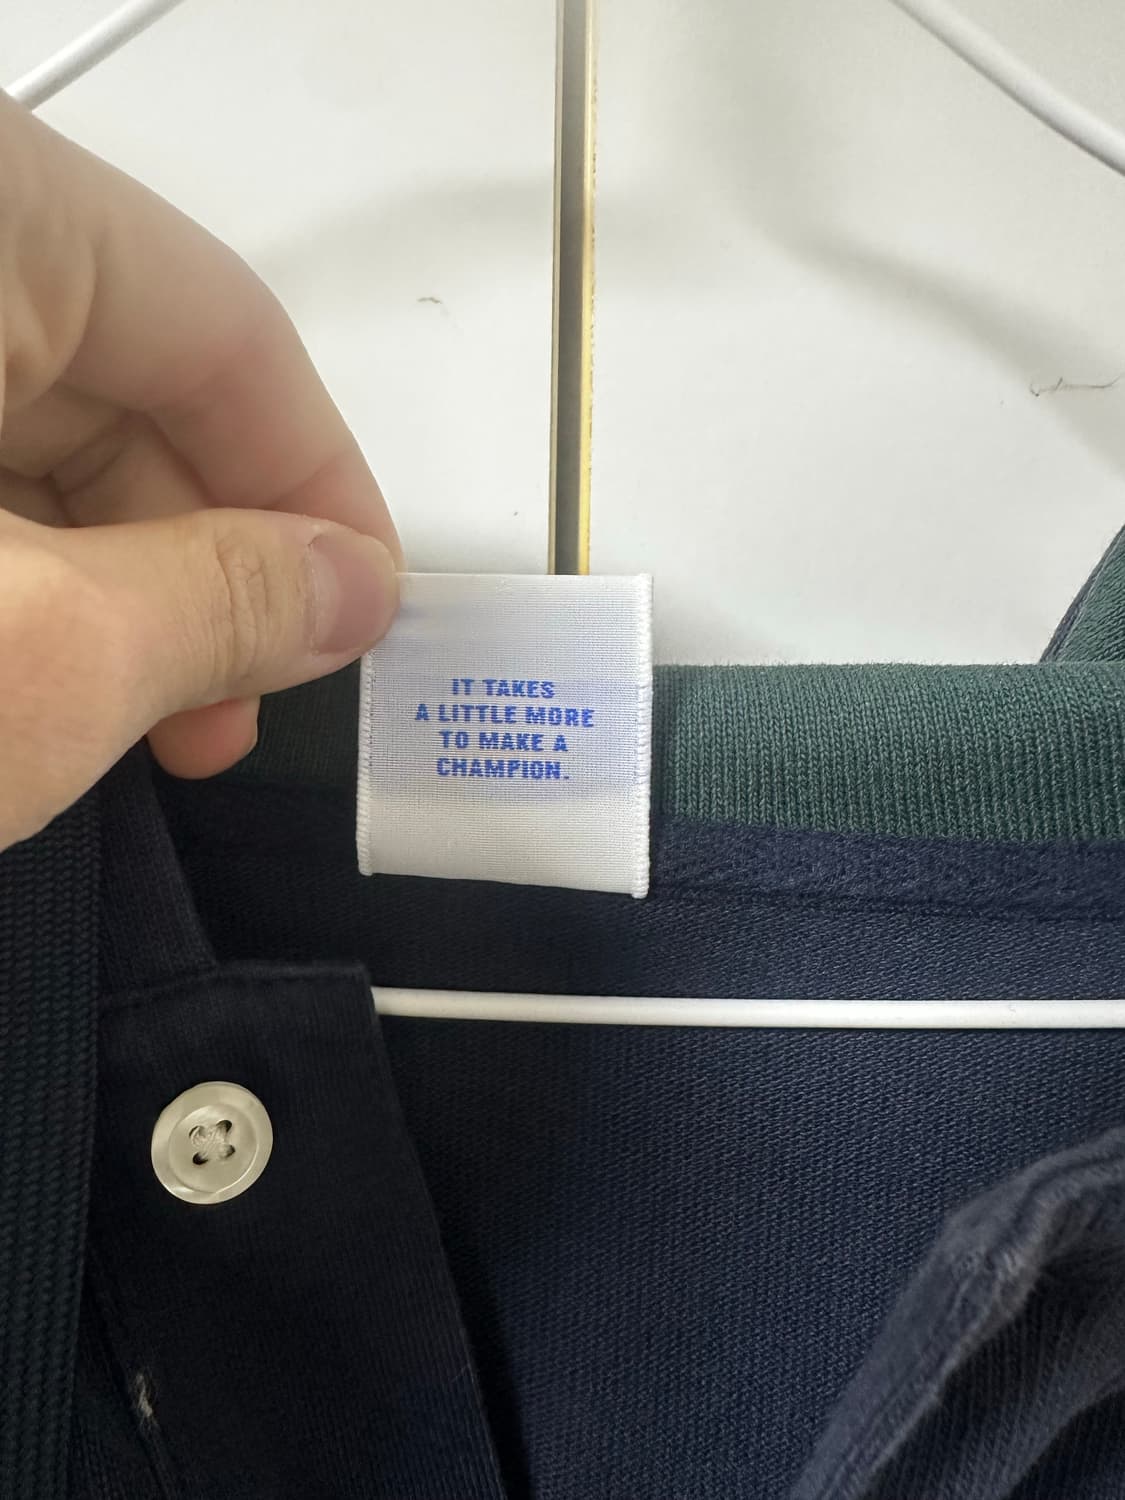 IT TAKES
A LITTLE MORE
TO MAKE A
CHAMPION.